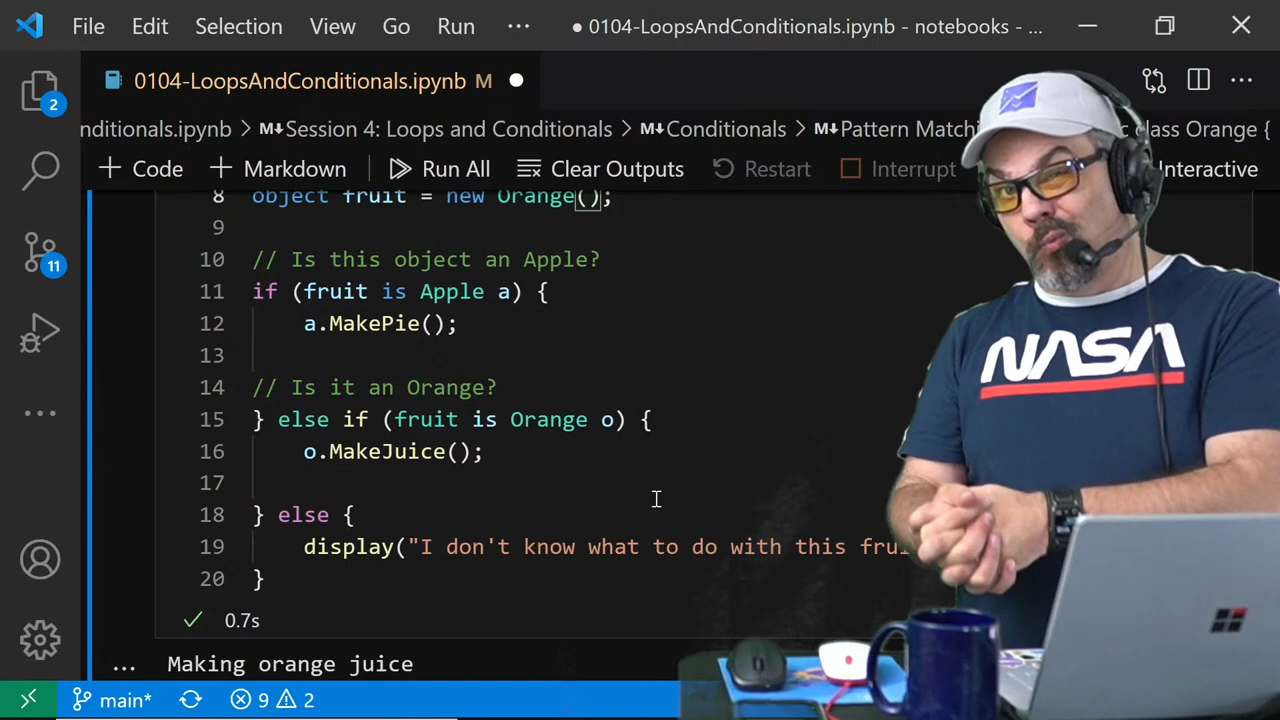 File Edit Selection View Go Run ··· ● 0104-LoopsAndConditionals.ipynb - notebooks - ...
0104-LoopsAndConditionals.ipynb M
nditionals.ipynb > M↓Session 4: Loops and Conditionals > M↓Conditionals > M↓Pattern Matchi c class Orange {
+ Code + Markdown Run All Clear Outputs Restart Interrupt Interactive
8 object fruit = new Orange();
9
10 // Is this object an Apple?
11 if (fruit is Apple a) {
12 a.MakePie();
13
14 // Is it an Orange?
15 } else if (fruit is Orange o) {
16 o.MakeJuice();
17
18 } else {
19 display("I don't know what to do with this frui
20 }
✓ 0.7s
... Making orange juice
main* 9 2
2
11
NASA